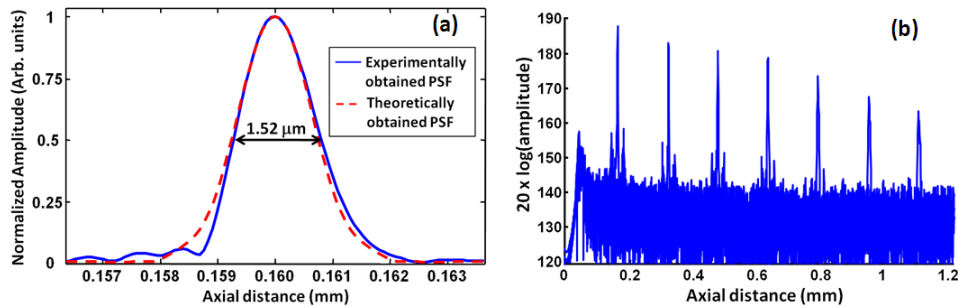 (a)
Normalized Amplitude (Arb. units)
1
0.75
0.5
0.25
0
Experimentally
obtained PSF
Theoretically
obtained PSF
1.52 µm
0.157 0.158 0.159 0.160 0.161 0.162 0.163
Axial distance (mm)
(b)
20 x log(amplitude)
190
180
170
160
150
140
130
120
0 0.2 0.4 0.6 0.8 1 1.2
Axial distance (mm)